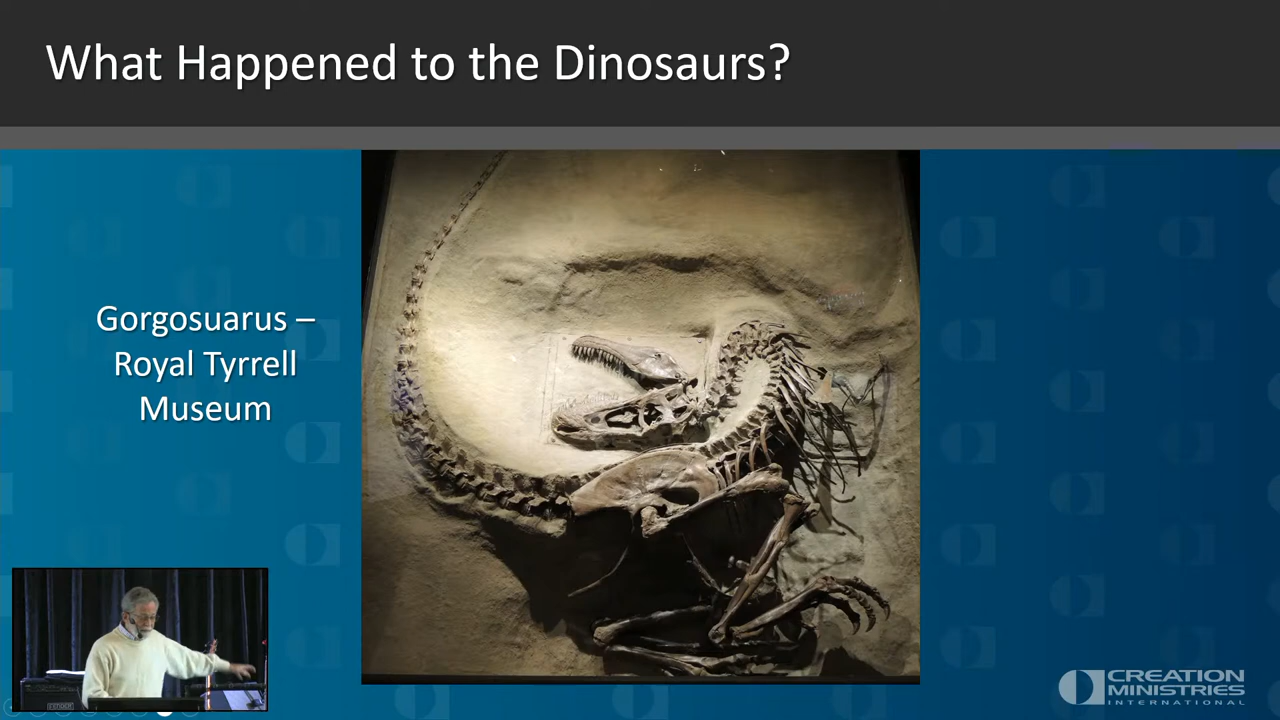 What Happened to the Dinosaurs?
Gorgosuarus –
Royal Tyrrell
Museum
CREATION
MINISTRIES
INTERNATIONAL